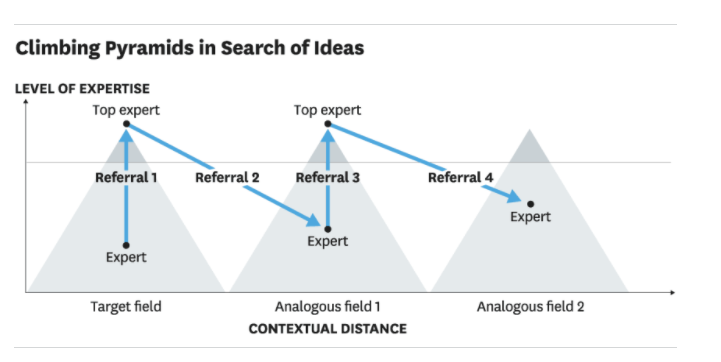 Climbing Pyramids in Search of Ideas
LEVEL OF EXPERTISE
Top expert
Top expert
Referral 1
Referral 2
Referral 3
Referral 4
Expert
Expert
Expert
Target field
Analogous field 1
Analogous field 2
CONTEXTUAL DISTANCE